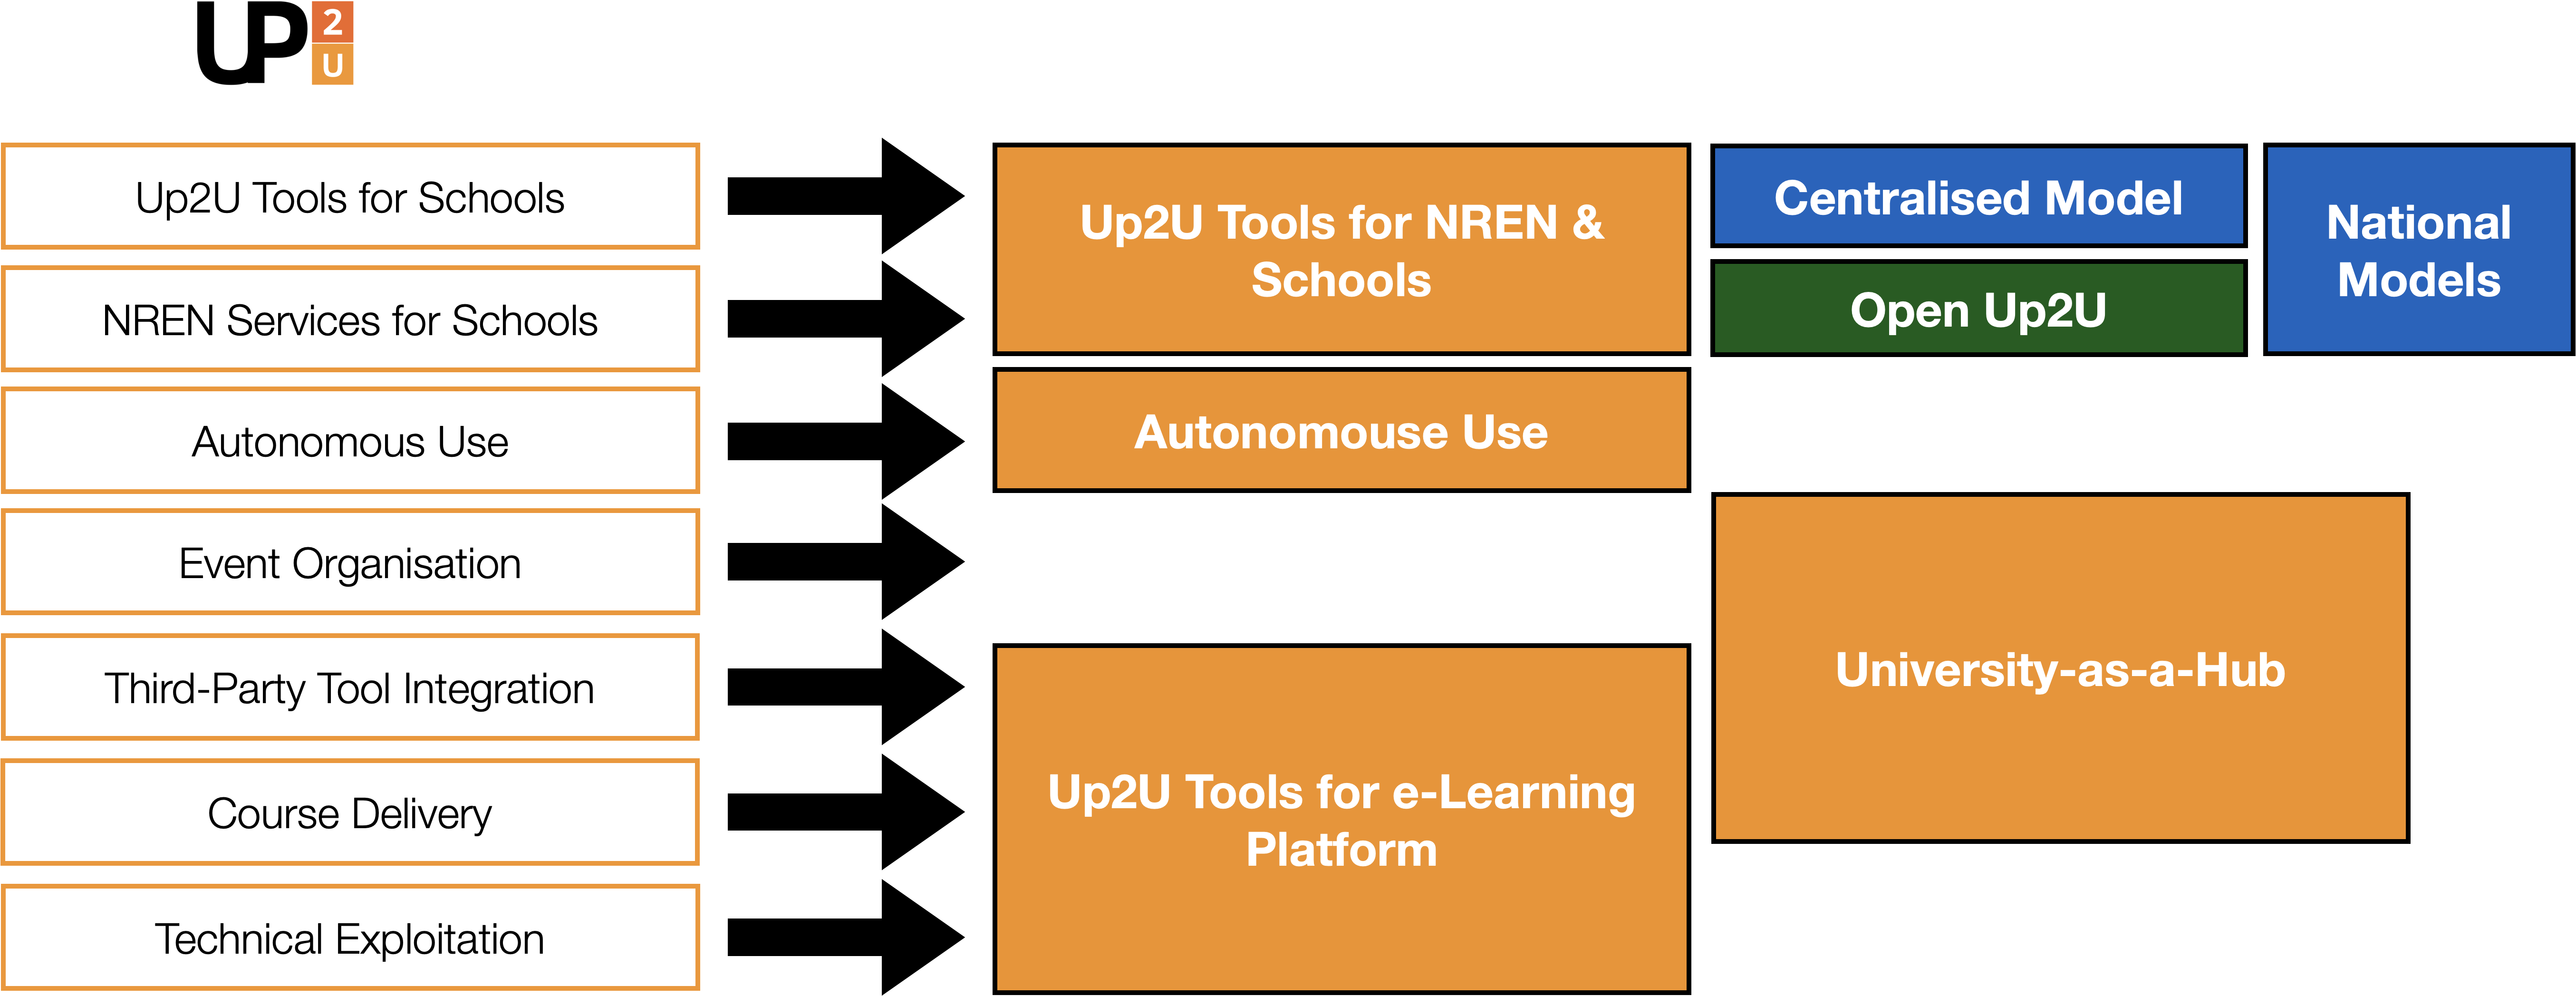 UP
2
U
Up2U Tools for Schools
NREN Services for Schools
Autonomous Use
Event Organisation
Third-Party Tool Integration
Course Delivery
Technical Exploitation
Up2U Tools for NREN &
Schools
Autonomouse Use
Up2U Tools for e-Learning
Platform
Centralised Model
Open Up2U
National
Models
University-as-a-Hub